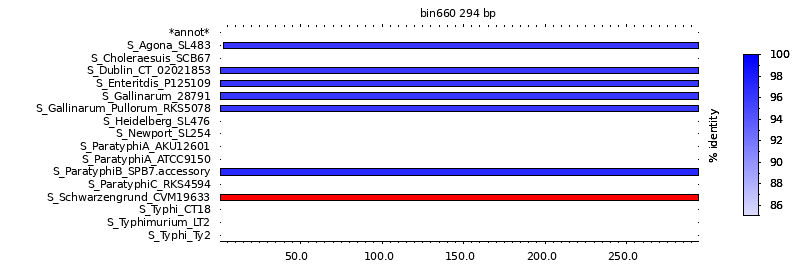 bin660 294 bp
*annot*
S_Agona_SL483
S_Choleraesuis_SCB67
S_Dublin_CT_02021853
S_Enteritdis_P125109
S_Gallinarum_28791
S_Gallinarum_Pullorum_RKS5078
S_Heidelberg_SL476
S_Newport_SL254
S_ParatyphiA_AKU12601
S_ParatyphiA_ATCC9150
S_ParatyphiB_SPB7.accessory
S_ParatyphiC_RKS4594
S_Schwarzengrund_CVM19633
S_Typhi_CT18
S_Typhimurium_LT2
S_Typhi_Ty2
50.0 100.0 150.0 200.0 250.0
% identity
100
98
96
94
92
90
88
86